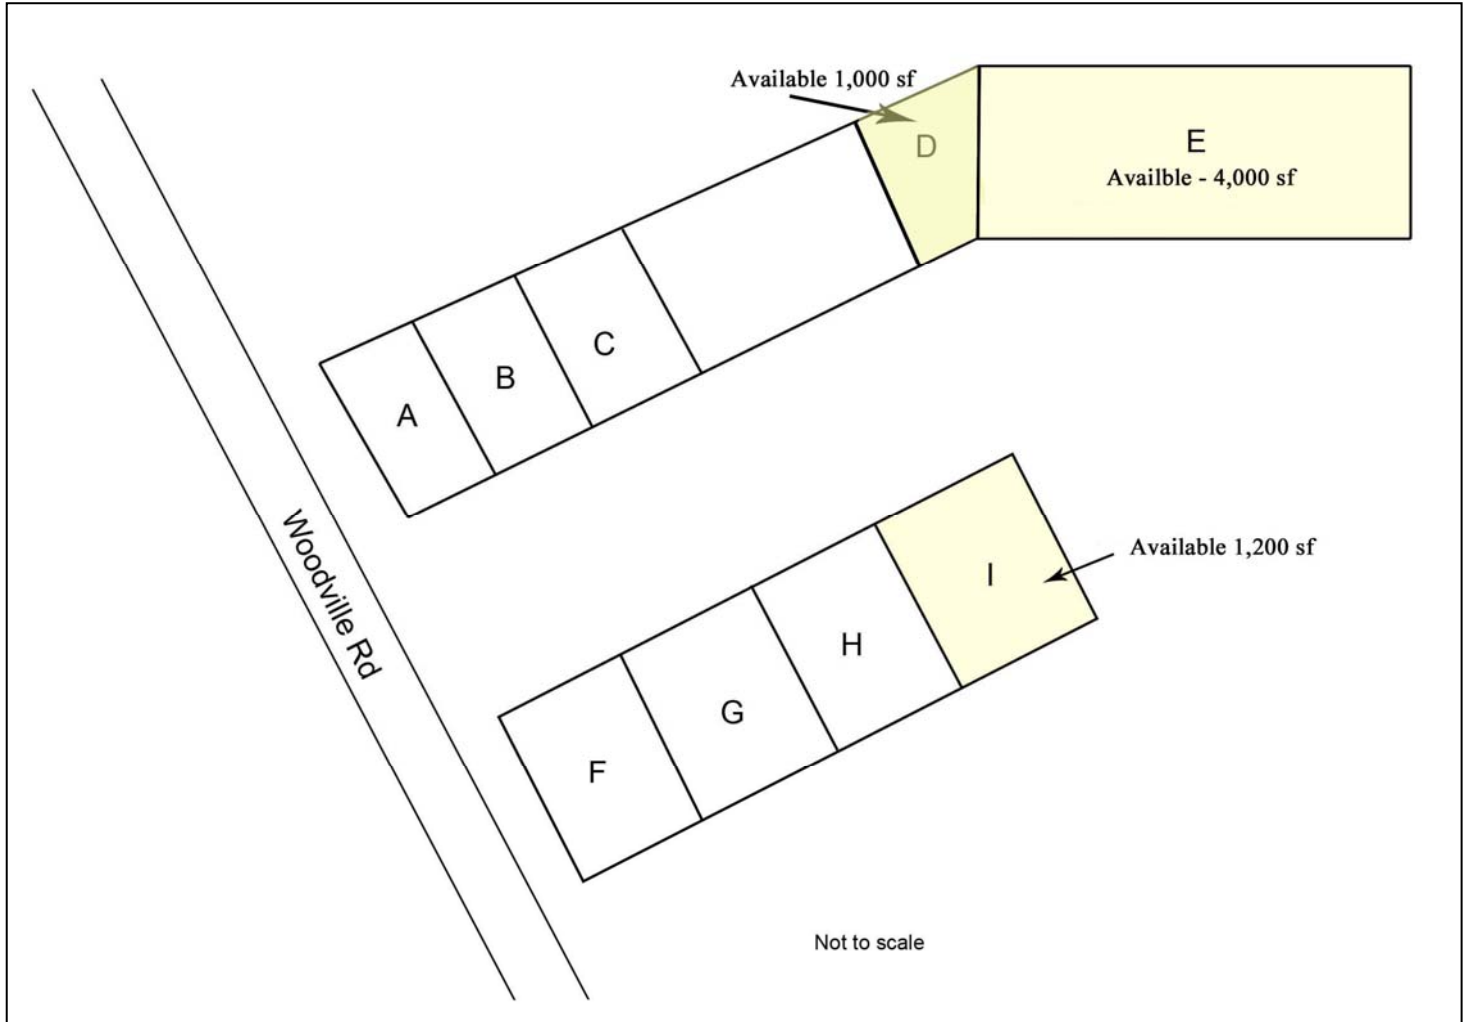 Available 1,000 sf
D
E
Availble - 4,000 sf
C
B
A
Woodville Rd
Available 1,200 sf
I
H
G
F
Not to scale